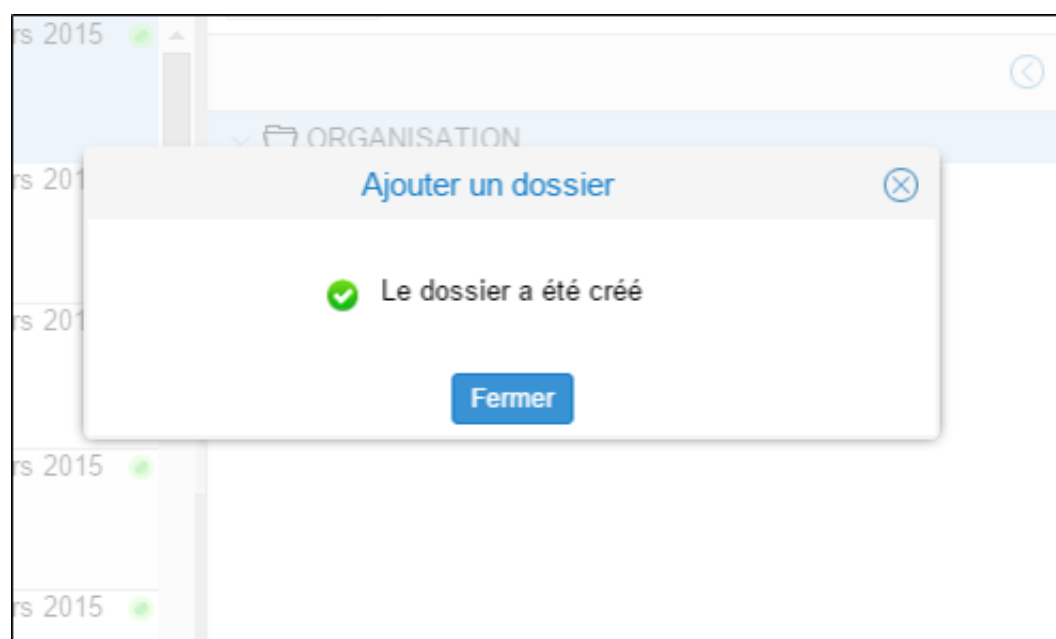 rs 2015
ORGANISATION
rs 201
Ajouter un dossier
Le dossier a été créé
rs 201
Fermer
rs 2015
rs 2015